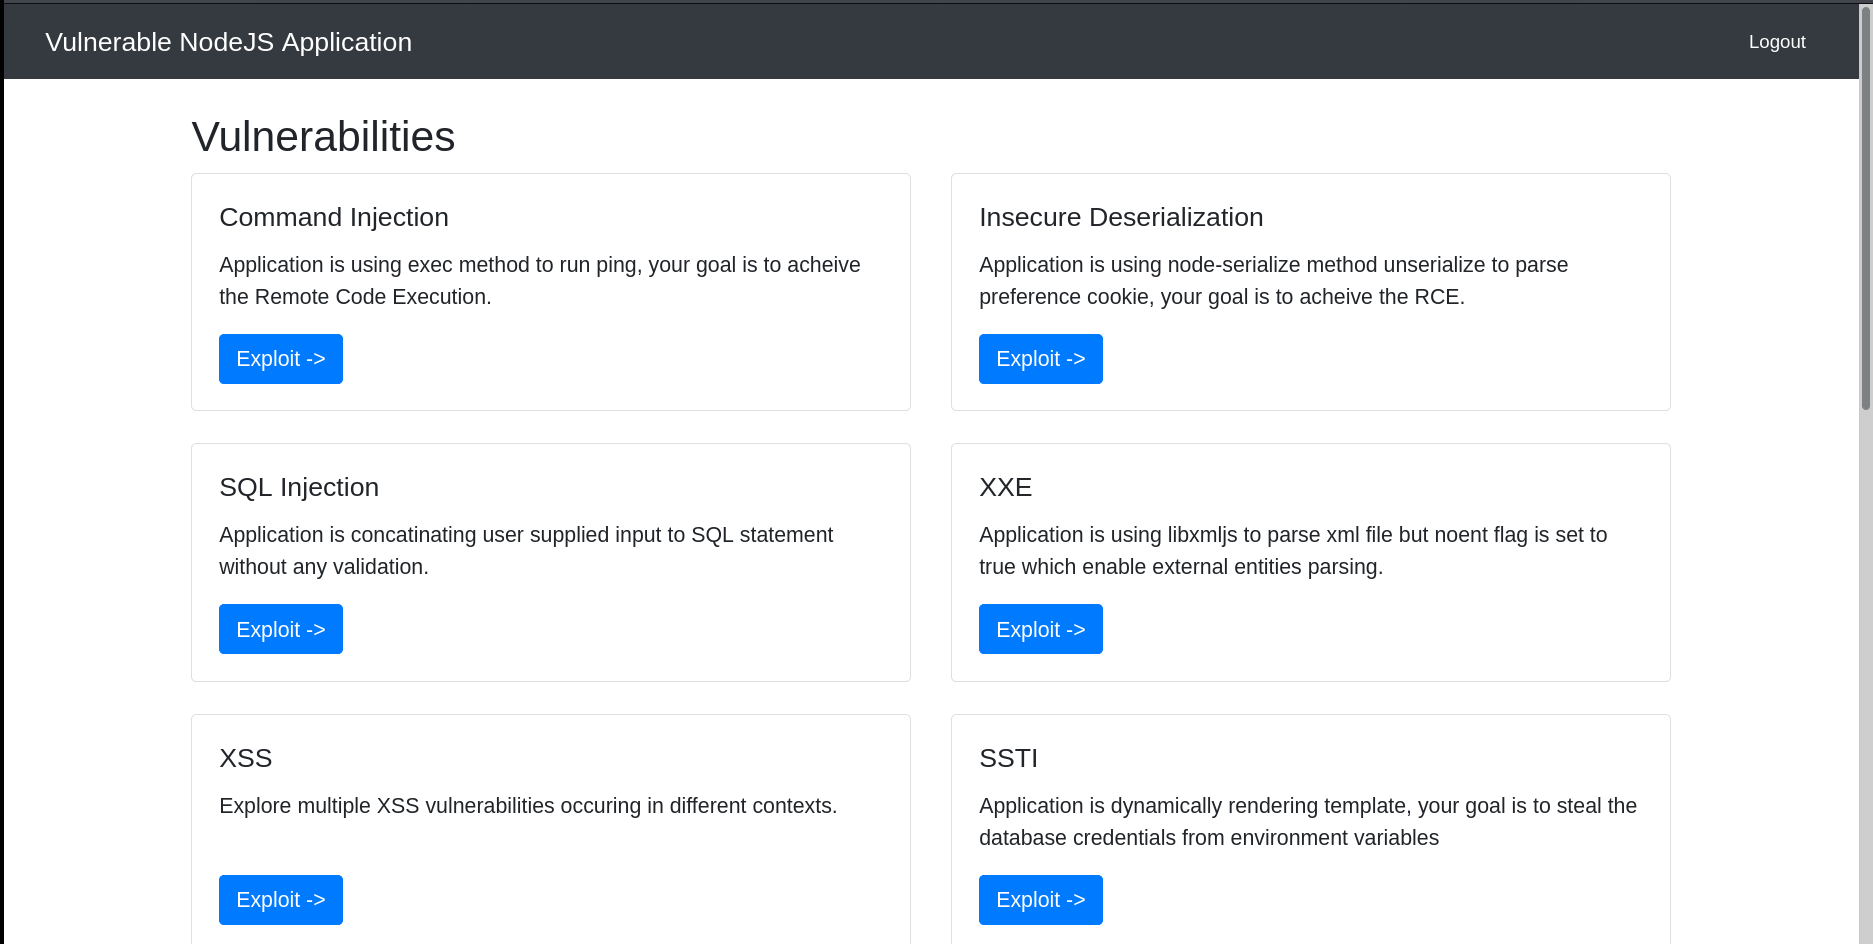 Vulnerable NodeJS Application
Logout
Vulnerabilities
Command Injection
Application is using exec method to run ping, your goal is to acheive
the Remote Code Execution.
Exploit ->
Insecure Deserialization
Application is using node-serialize method unserialize to parse
preference cookie, your goal is to acheive the RCE.
Exploit ->
SQL Injection
Application is concatinating user supplied input to SQL statement
without any validation.
Exploit ->
XXE
Application is using libxmljs to parse xml file but noent flag is set to
true which enable external entities parsing.
Exploit ->
XSS
Explore multiple XSS vulnerabilities occuring in different contexts.
Exploit ->
SSTI
Application is dynamically rendering template, your goal is to steal the
database credentials from environment variables
Exploit ->